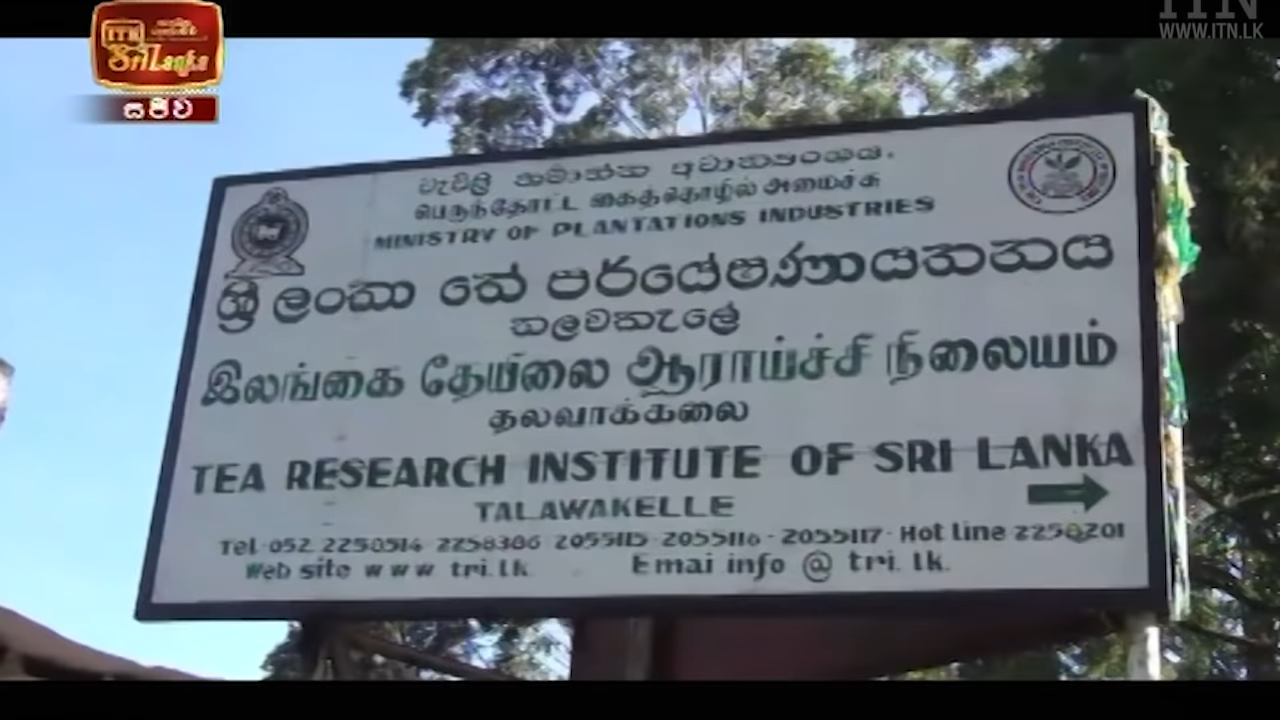 ITN
Sri Lanka
සජීව
ITN
WWW.ITN.LK
වැවිලි කර්මාන්ත අමාත්‍යංශය.
பெருந்தோட்ட கைத்தொழில் அமைச்சு
MINISTRY OF PLANTATIONS INDUSTRIES
ශ්‍රී ලංකා තේ පර්යේෂණායතනය
තලවකැලේ
இலங்கை தேயிலை ஆராய்ச்சி நிலையம்
தலவாக்கலை
TEA RESEARCH INSTITUTE OF SRI LANKA
TALAWAKELLE
Tel-052 2258514 2258386 2055115-2055116-2055117-Hot Line 2258201
Web site www tri.lk. Emai info @ tri. lk.